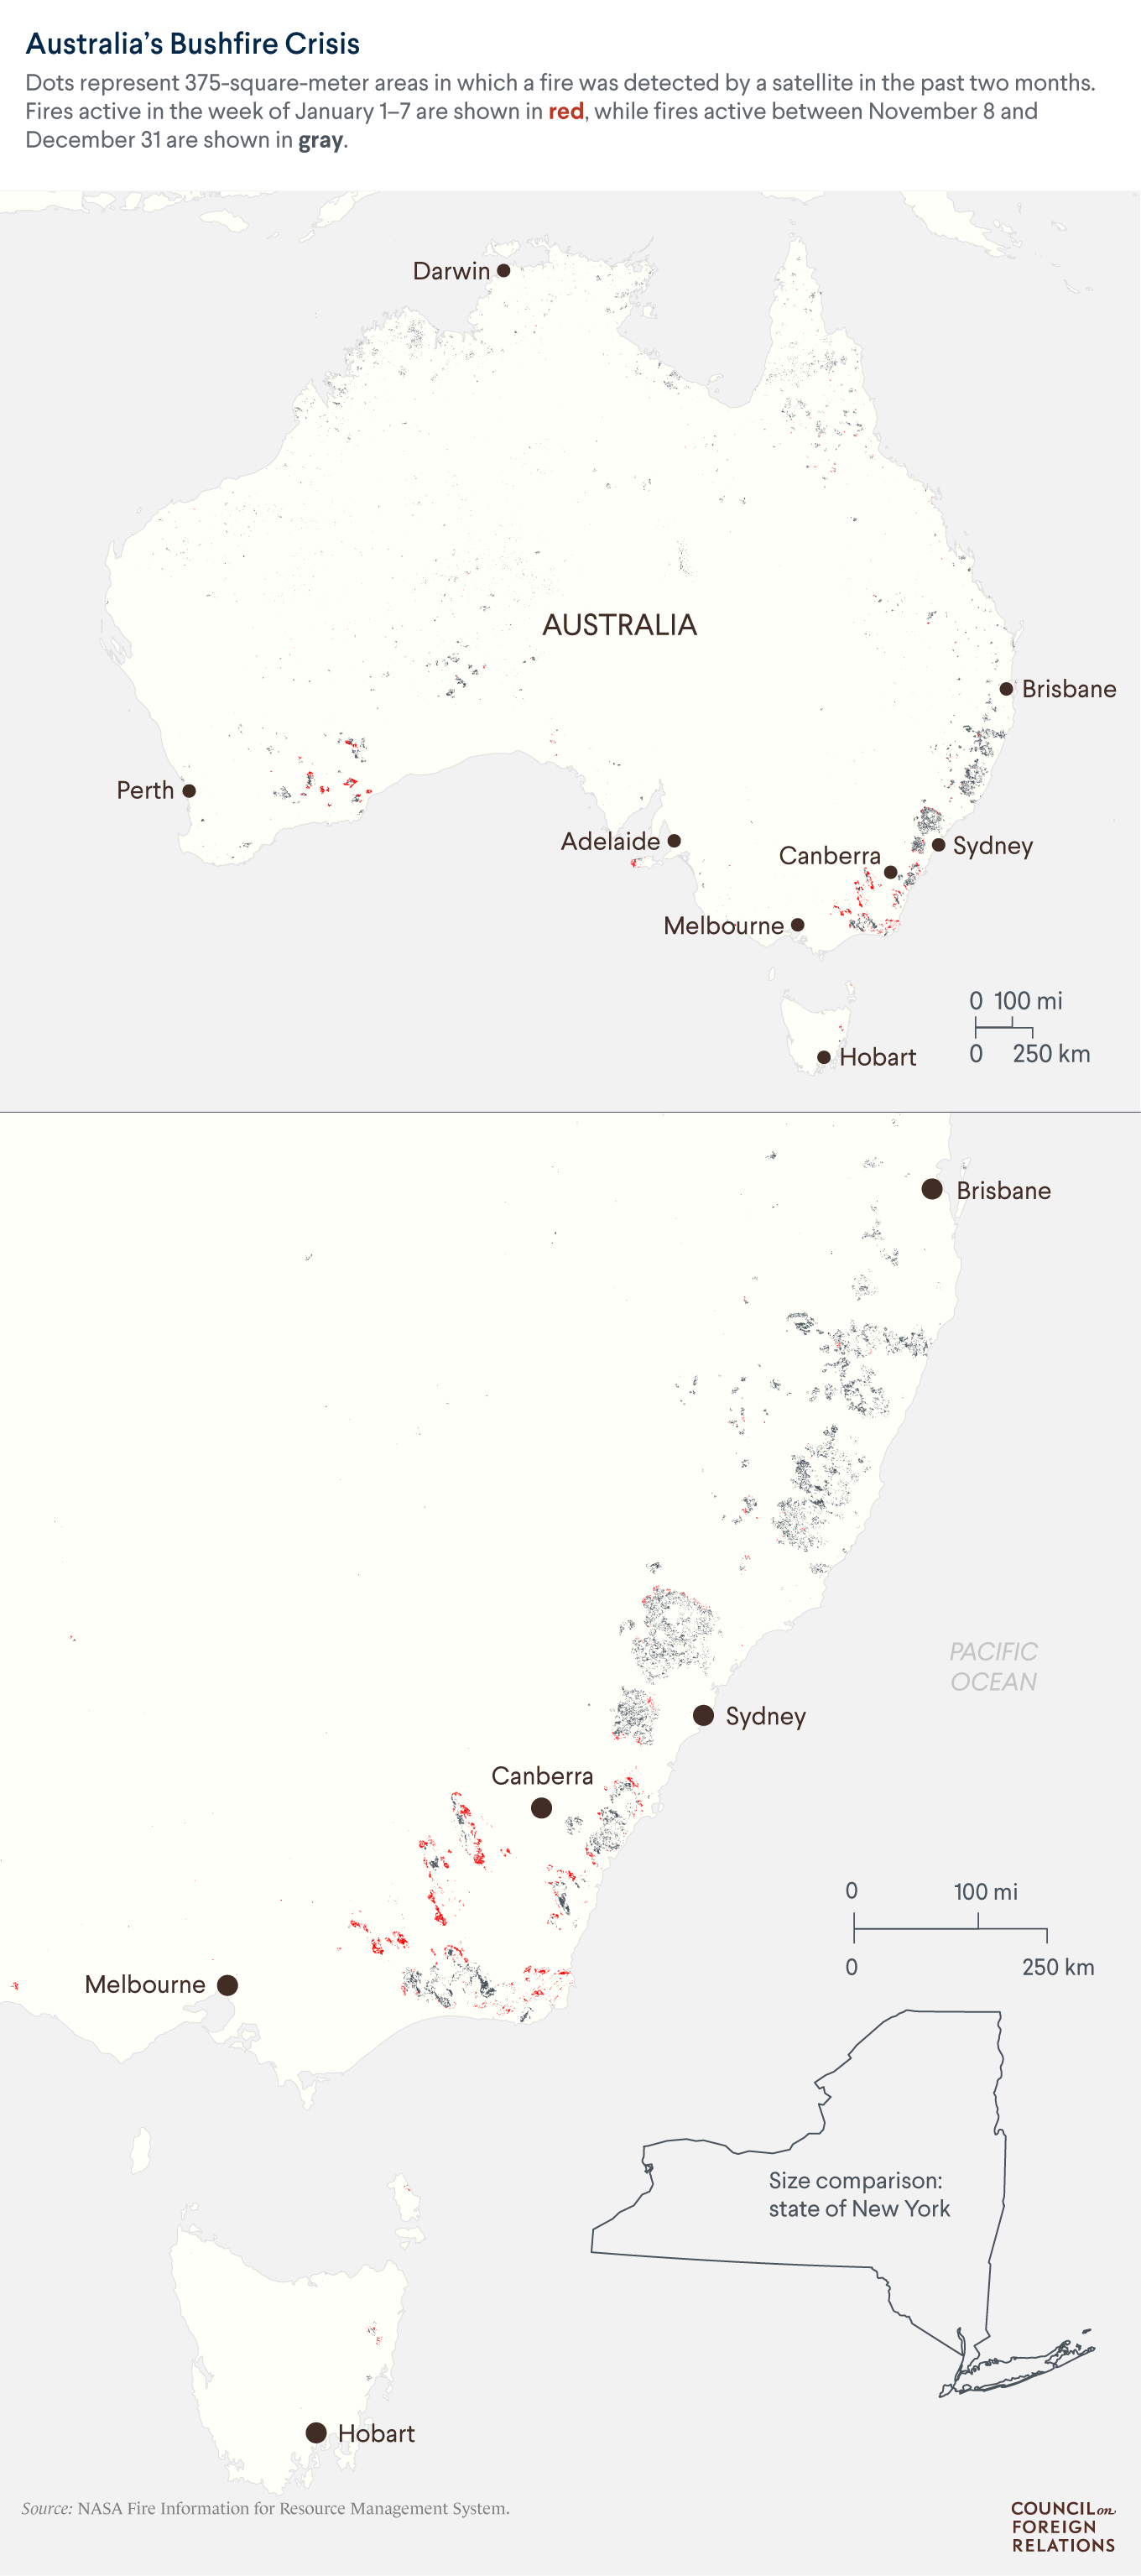 Australia's Bushfire Crisis
Dots represent 375-square-meter areas in which a fire was detected by a satellite in the past two months.
Fires active in the week of January 1–7 are shown in red, while fires active between November 8 and
December 31 are shown in gray.
Darwin
AUSTRALIA
Brisbane
Perth
Adelaide
Sydney
Canberra
Melbourne
0 100 mi
0 250 km
Hobart
Brisbane
PACIFIC
OCEAN
Sydney
Canberra
0 100 mi
0 250 km
Melbourne
Size comparison:
state of New York
Hobart
Source: NASA Fire Information for Resource Management System.
COUNCIL on
FOREIGN
RELATIONS